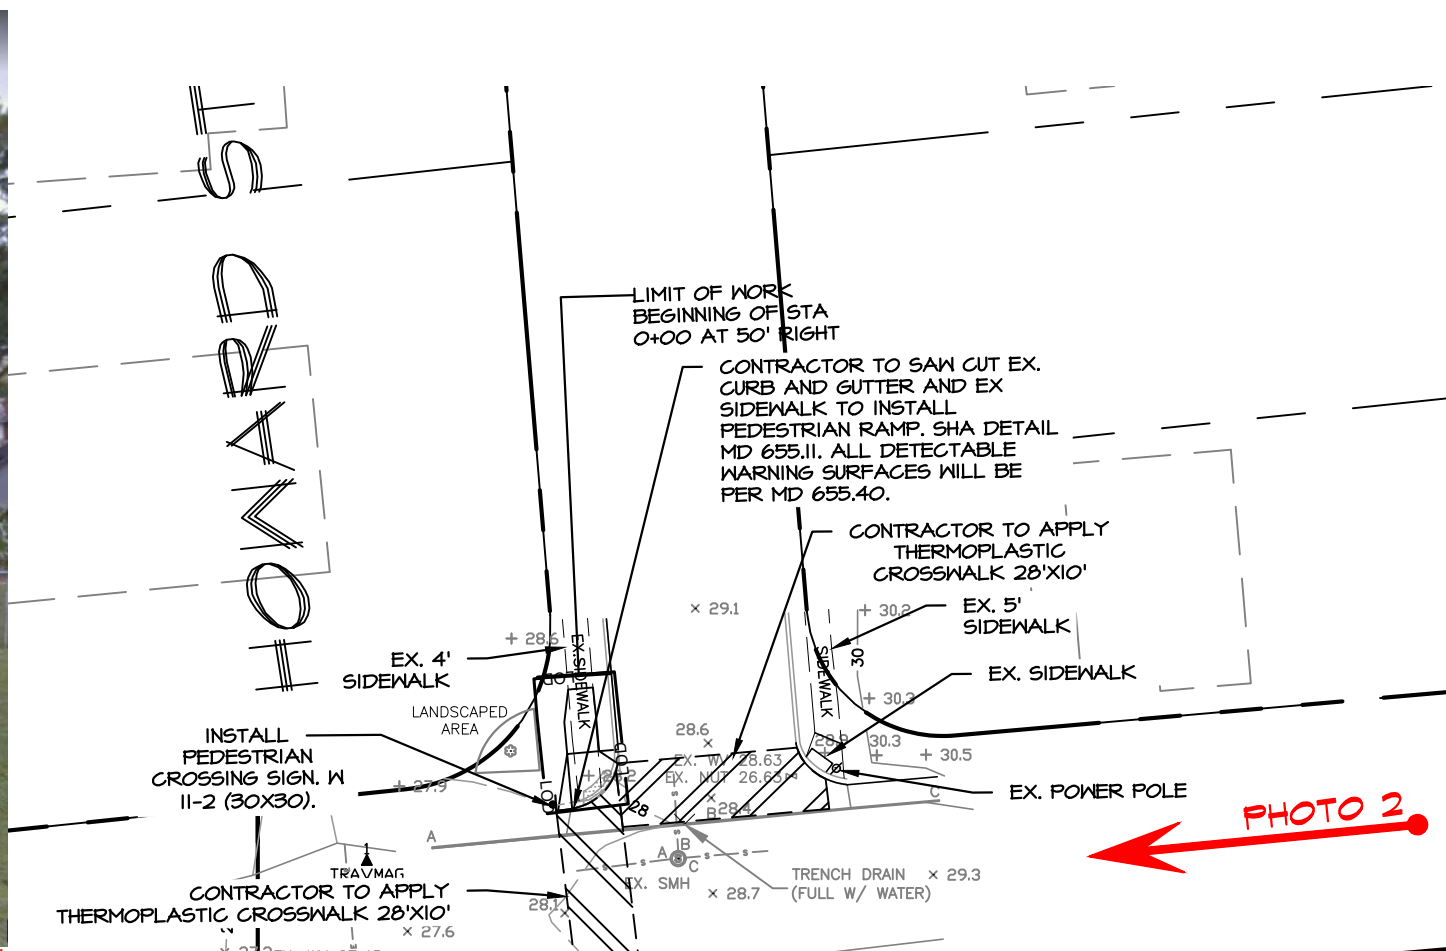 HOWARD ST
LIMIT OF WORK
BEGINNING OF STA
0+00 AT 50' RIGHT
CONTRACTOR TO SAW CUT EX.
CURB AND GUTTER AND EX
SIDEWALK TO INSTALL
PEDESTRIAN RAMP. SHA DETAIL
MD 655.11. ALL DETECTABLE
WARNING SURFACES WILL BE
PER MD 655.40.
CONTRACTOR TO APPLY
THERMOPLASTIC
CROSSWALK 28'X10'
EX. 5'
SIDEWALK
29.1
30.2
30
28.6
EX.SIDEWALK
SIDEWALK
EX. 4'
SIDEWALK
EX. SIDEWALK
30.3
LANDSCAPED
AREA
INSTALL
PEDESTRIAN
CROSSING SIGN. W
11-2 (30X30).
LOD
LOD
28.6
30.3
30.5
EX. WV 28.63
EX. NUT 26.63
27.9
28
28.4
B
C
EX. POWER POLE
PHOTO 2
A
1
TRAVMAG
A
B
C
S
S
S
S
EX. SMH
TRENCH DRAIN
(FULL W/ WATER)
29.3
28.7
CONTRACTOR TO APPLY
THERMOPLASTIC CROSSWALK 28'X10'
28.1
27.6